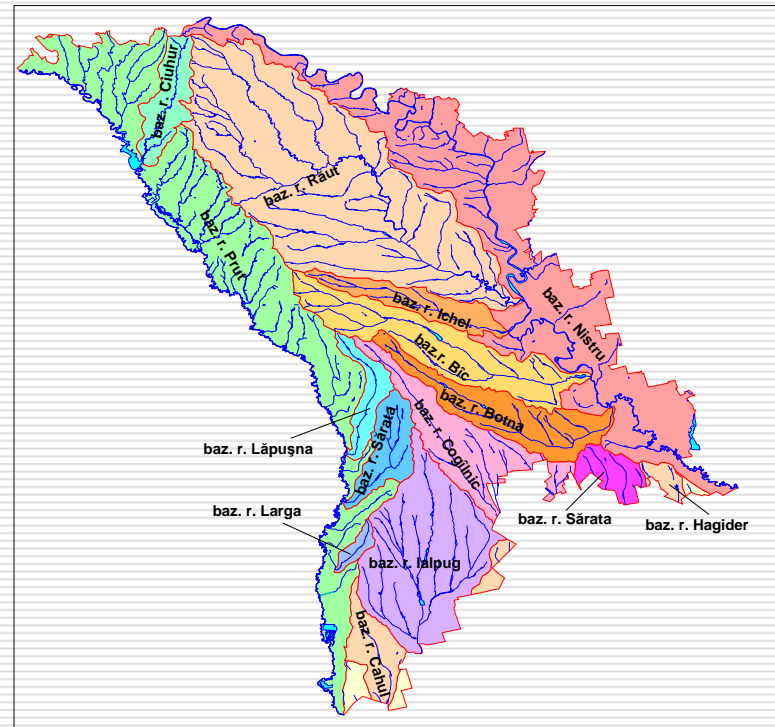 baz. r. Ciuhur
baz. r. Răut
baz. r. Prut
baz. r. Ichel
baz. r. Nistru
baz.r. Bîc
baz. r. Botna
baz. r. Cogîlnic
baz. r. Lăpuşna
baz. r. Sărata
baz. r. Larga
baz. r. Sărata
baz. r. Hagider
baz. r. Ialpug
baz. r. Cahul